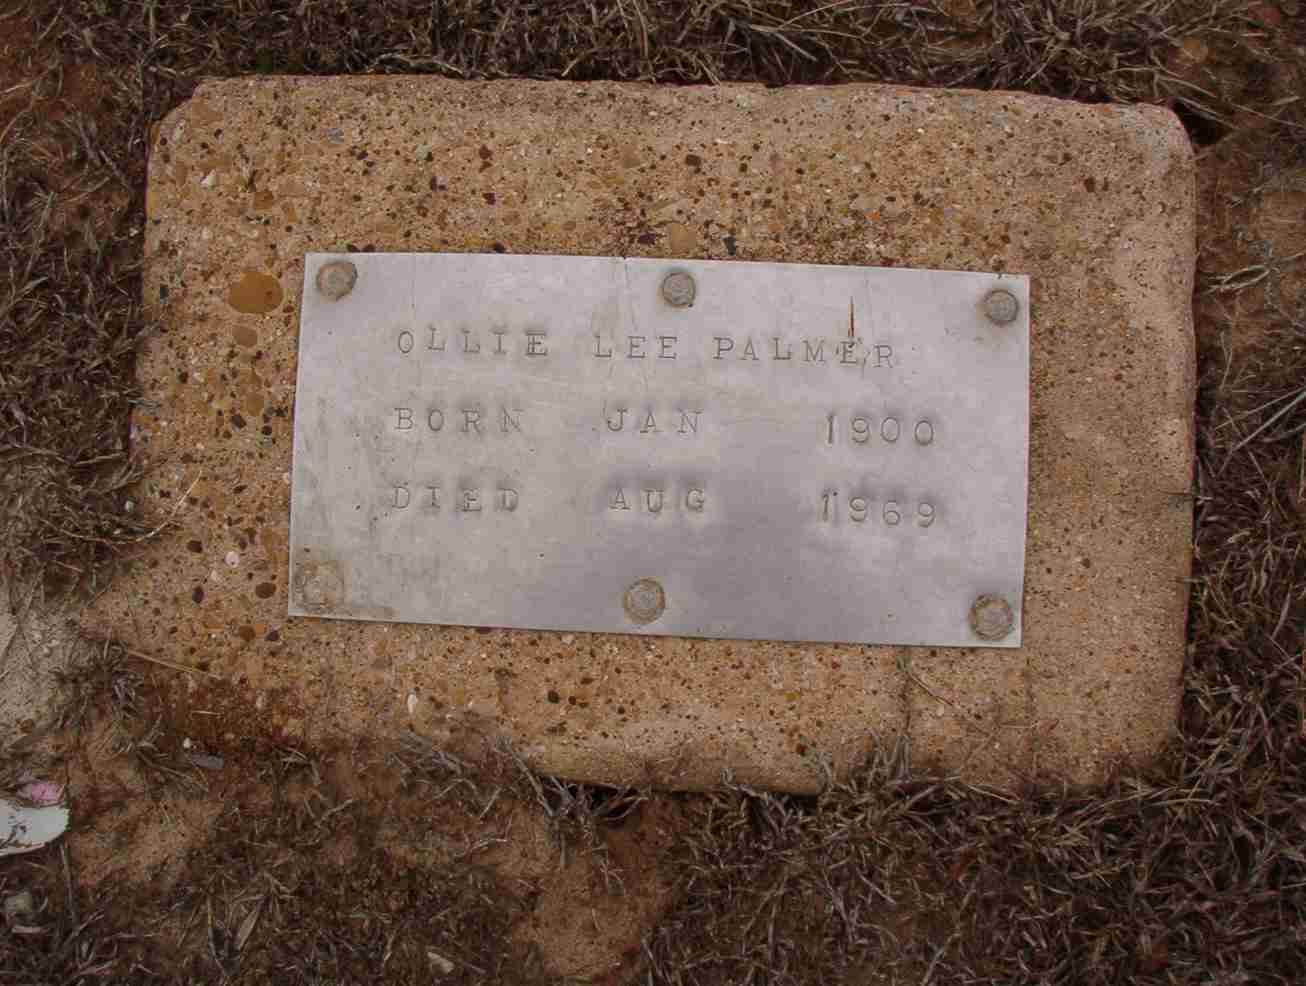 OLLIE LEE PALMER
BORN JAN 1900
DIED AUG 1969